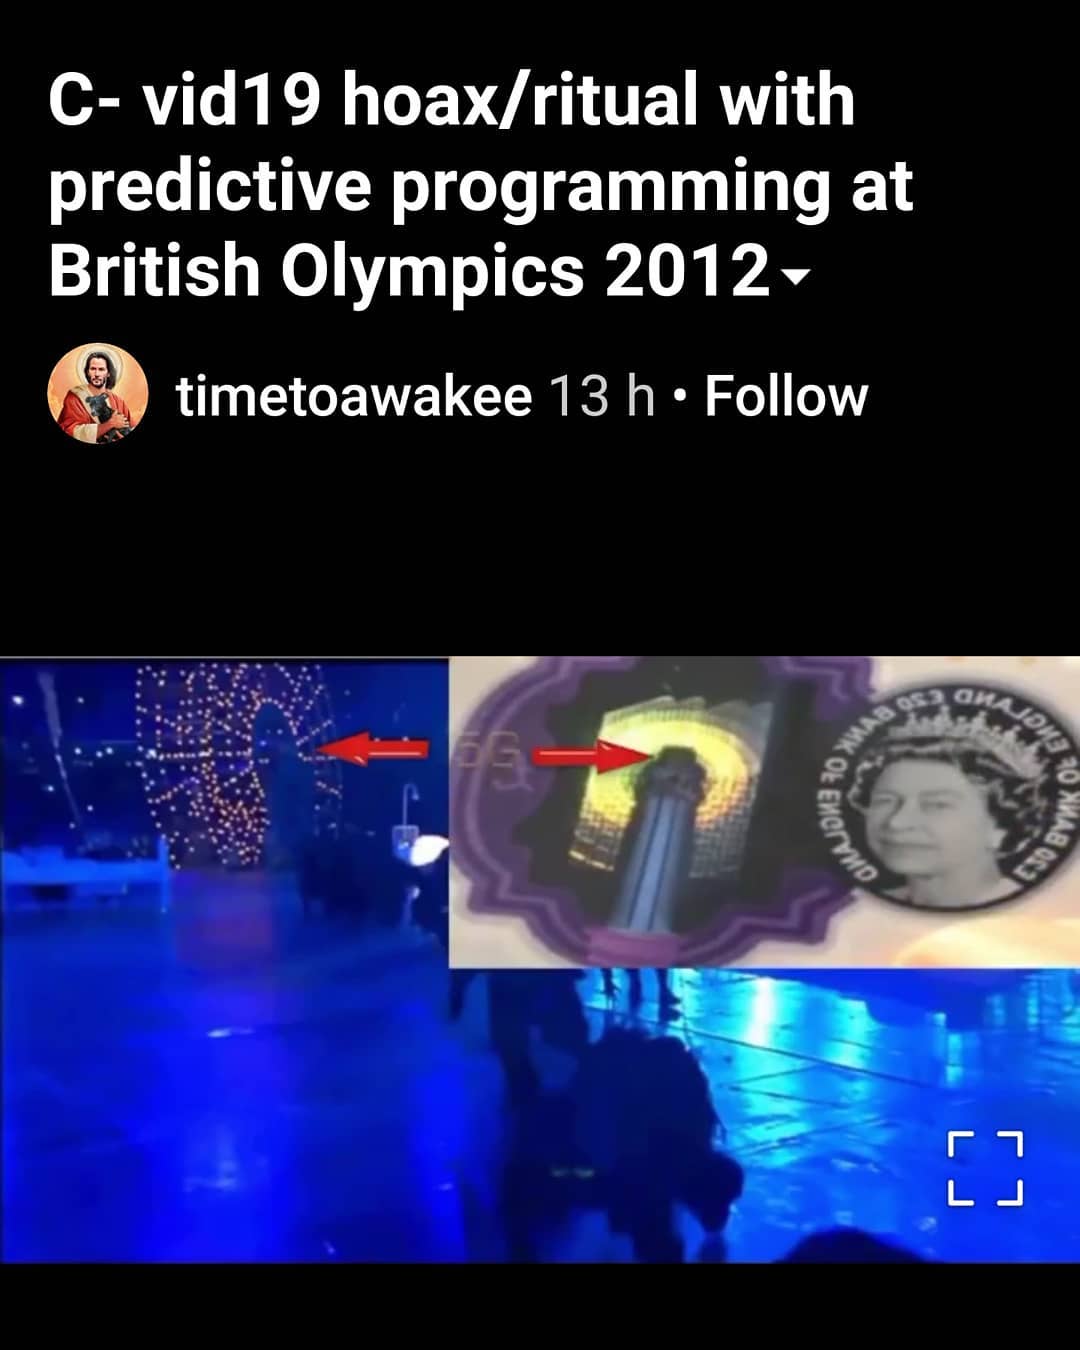 C- vid19 hoax/ritual with
predictive programming at
British Olympics 2012
timetoawakee 13 h • Follow
5G
BANK OF ENGLAND £20 BANK OF ENGLAND £20